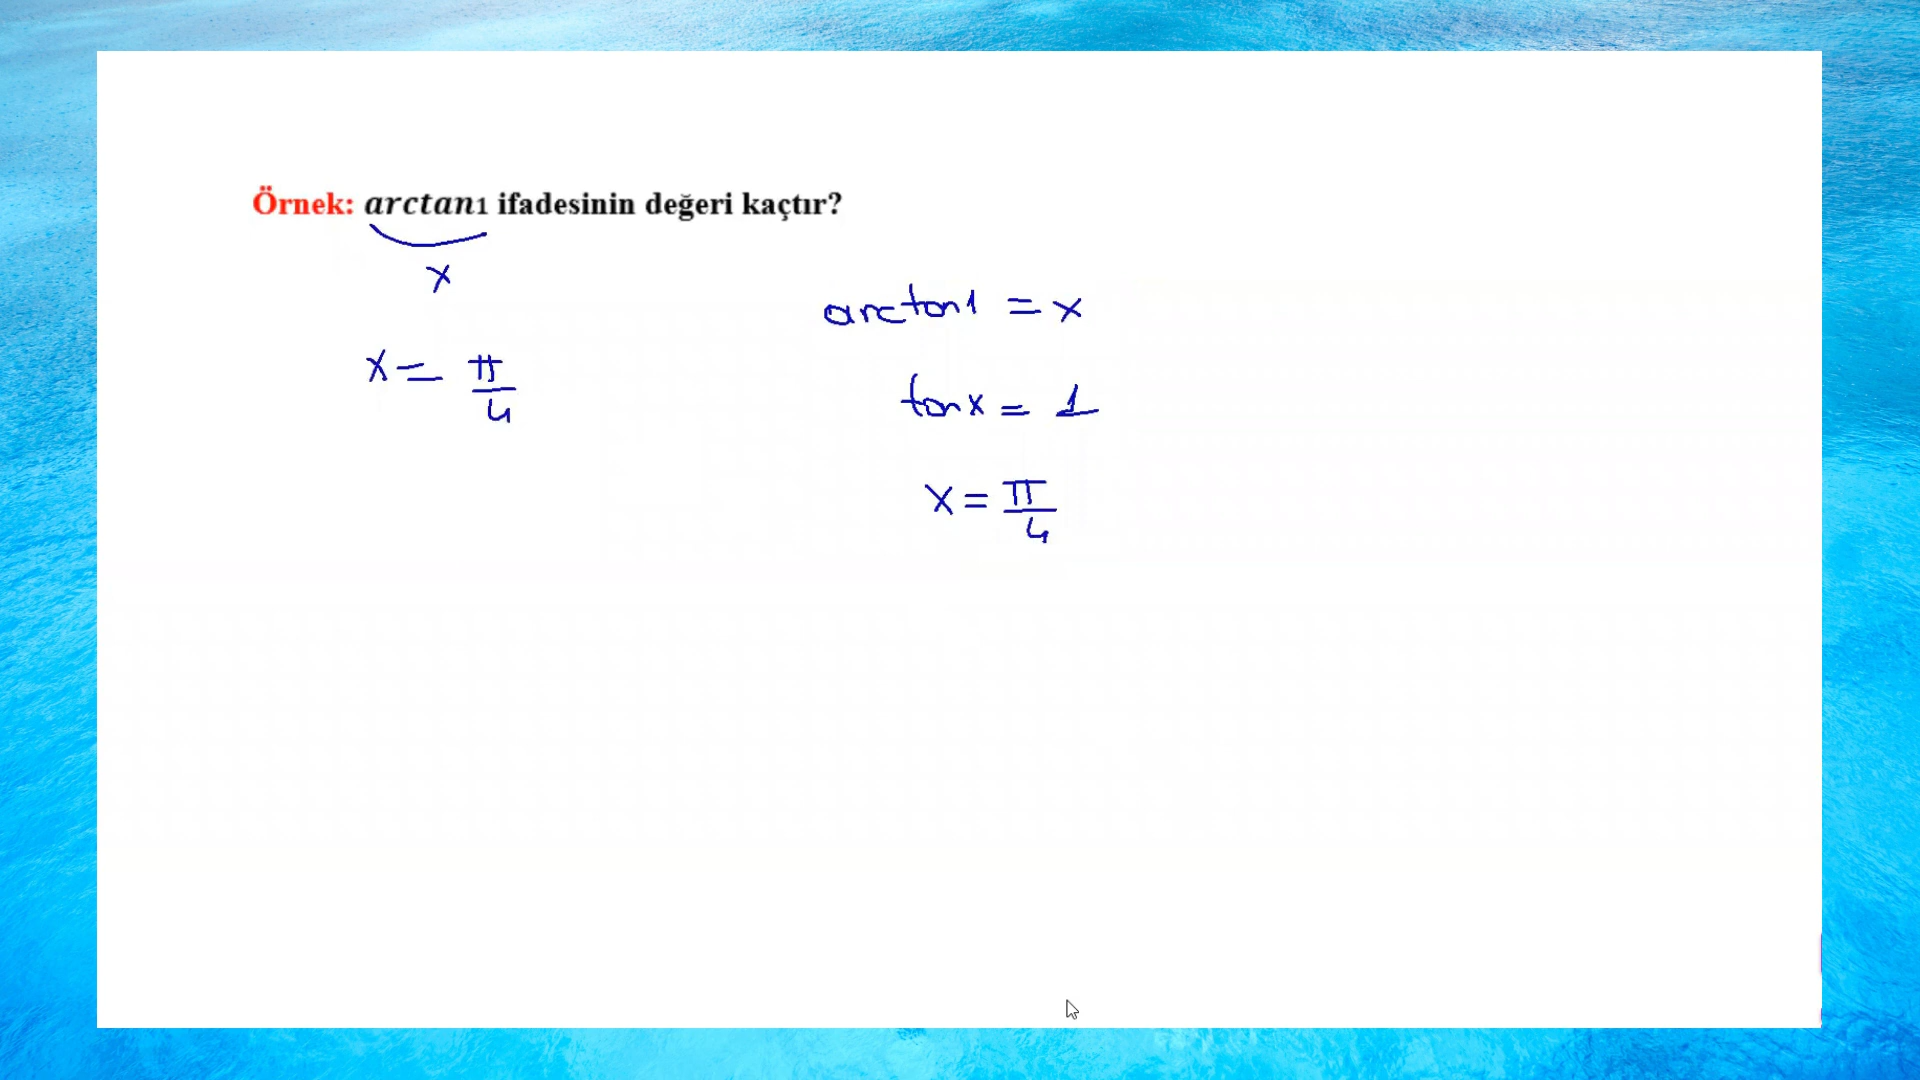 Örnek: arctan1 ifadesinin değeri kaçtır?
x
x = π/4
arctan1 = x
tanx = 1
x = π/4